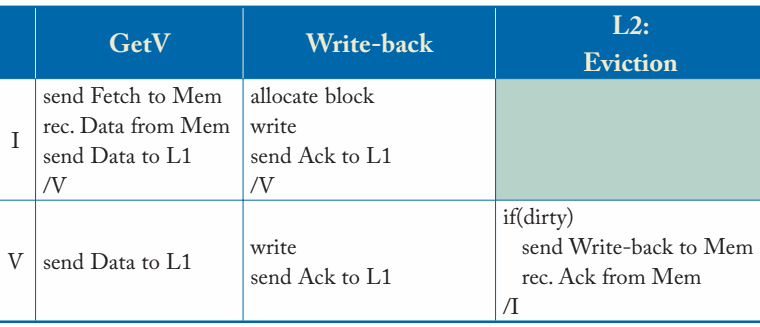 GetV
Write-back
L2:
Eviction
I
send Fetch to Mem
rec. Data from Mem
send Data to L1
/V
allocate block
write
send Ack to L1
/V
V
send Data to L1
write
send Ack to L1
if(dirty)
send Write-back to Mem
rec. Ack from Mem
/I